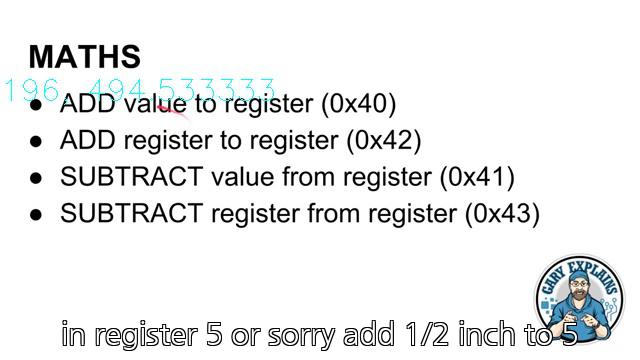 MATHS
196, 494.533333
● ADD value to register (0x40)
● ADD register to register (0x42)
● SUBTRACT value from register (0x41)
● SUBTRACT register from register (0x43)
GARY EXPLAINS
in register 5 or sorry add 1/2 inch to 5